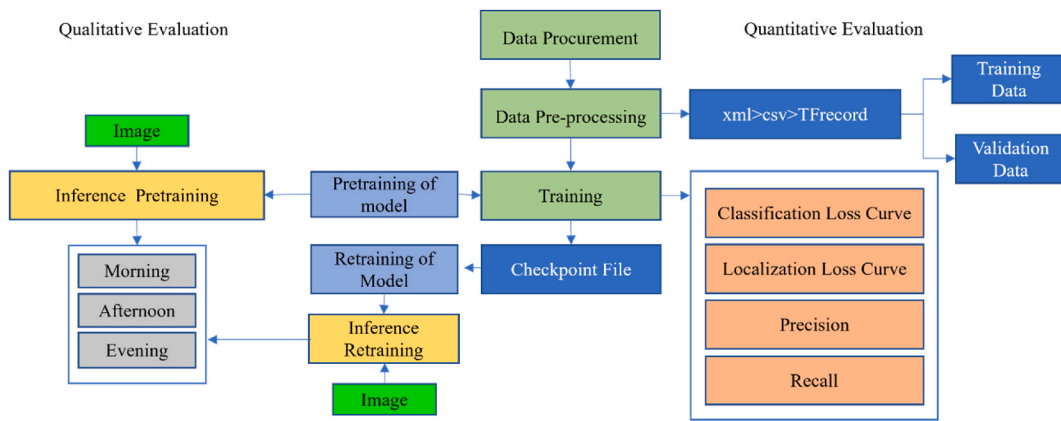 Qualitative Evaluation
Data Procurement
Quantitative Evaluation
Training
Data
Image
Data Pre-processing
xml>csv>TFrecord
Validation
Data
Inference Pretraining
Pretraining of
model
Training
Classification Loss Curve
Morning
Afternoon
Evening
Retraining of
Model
Checkpoint File
Localization Loss Curve
Inference
Retraining
Precision
Image
Recall